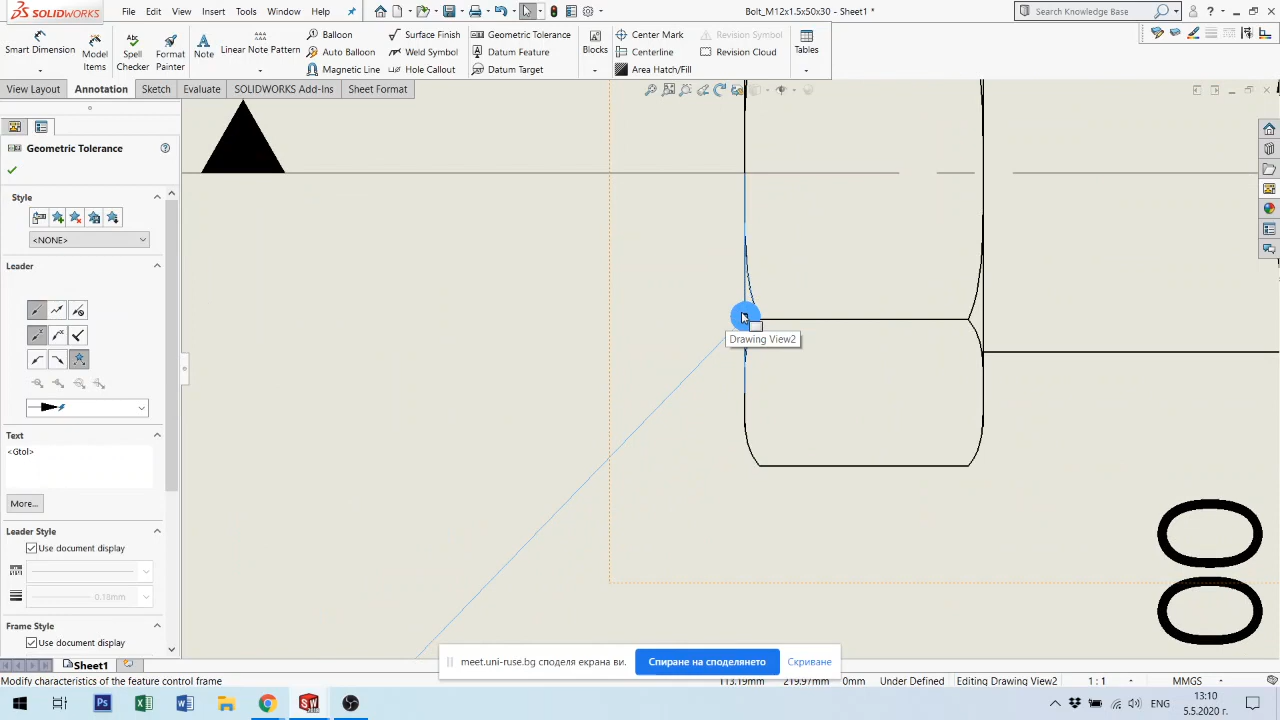 SOLIDWORKS
File Edit View Insert Tools Window Help
Bolt_M12x1.5x50x30 - Sheet1 *
Search Knowledge Base
Smart Dimension
Model Items
Spell Checker
Format Painter
Note
Linear Note Pattern
Balloon
Auto Balloon
Magnetic Line
Surface Finish
Weld Symbol
Hole Callout
Geometric Tolerance
Datum Feature
Datum Target
Blocks
Center Mark
Centerline
Area Hatch/Fill
Revision Symbol
Revision Cloud
Tables
View Layout Annotation Sketch Evaluate SOLIDWORKS Add-Ins Sheet Format
Geometric Tolerance
Style
<NONE>
Leader
Text
<Gtol>
More...
Leader Style
Use document display
0.18mm
Frame Style
Use document display
Drawing View2
00
meet.uni-ruse.bg споделя екрана ви.
Спиране на споделянето
Скриване
Sheet1
Modify characteristics of the feature control frame
113.19mm 219.97mm 0mm Under Defined Editing Drawing View2 1 : 1 MMGS
ENG
13:10
5.5.2020 г.